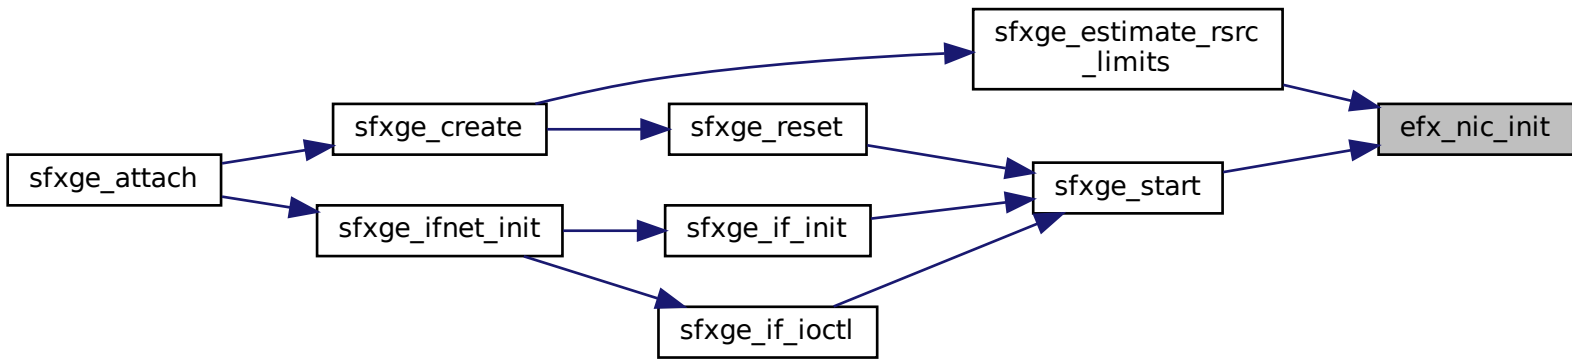 sfxge_estimate_rsrc
_limits
sfxge_create
sfxge_reset
efx_nic_init
sfxge_attach
sfxge_start
sfxge_ifnet_init
sfxge_if_init
sfxge_if_ioctl